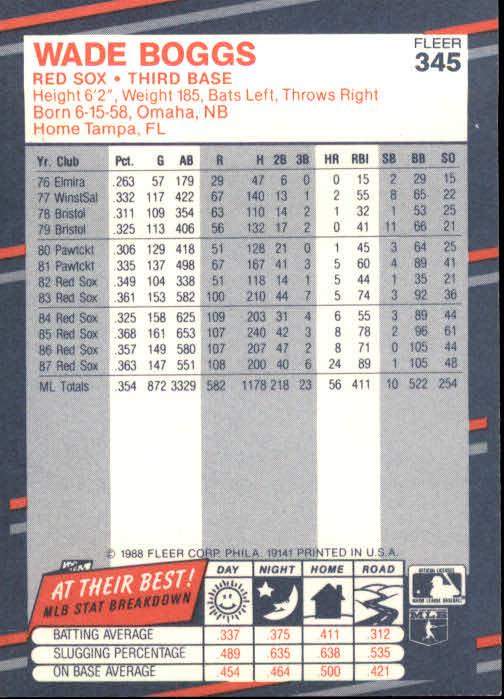 WADE BOGGS
FLEER
345
RED SOX • THIRD BASE
Height 6'2", Weight 185, Bats Left, Throws Right
Born 6-15-58, Omaha, NB
Home Tampa, FL
Yr. Club Pct. G AB R H 2B 3B HR RBI SB BB SO
76 Elmira .263 57 179 29 47 6 0 0 15 2 29 15
77 WinstSal .332 117 422 67 140 13 1 2 55 8 65 22
78 Bristol .311 109 354 63 110 14 2 1 32 1 53 25
79 Bristol .325 113 406 56 132 17 2 0 41 11 66 21
80 Pawtckt .306 129 418 51 128 21 0 1 45 3 64 25
81 Pawtckt .335 137 498 67 167 41 3 5 60 4 89 41
82 Red Sox .349 104 338 51 118 14 1 5 44 1 35 21
83 Red Sox .361 153 582 100 210 44 7 5 74 3 92 36
84 Red Sox .325 158 625 109 203 31 4 6 55 3 89 44
85 Red Sox .368 161 653 107 240 42 3 8 78 2 96 61
86 Red Sox .357 149 580 107 207 47 2 8 71 0 105 44
87 Red Sox .363 147 551 108 200 40 6 24 89 1 105 48
ML Totals .354 872 3329 582 1178 218 23 56 411 10 522 254
© 1988 FLEER CORP. PHILA. 19141 PRINTED IN U.S.A.
AT THEIR BEST!
MLB STAT BREAKDOWN
DAY NIGHT HOME ROAD
OFFICIAL LICENSEE
MAJOR LEAGUE BASEBALL
BATTING AVERAGE .337 .375 .411 .312
SLUGGING PERCENTAGE .489 .635 .638 .535
ON BASE AVERAGE .454 .464 .500 .421